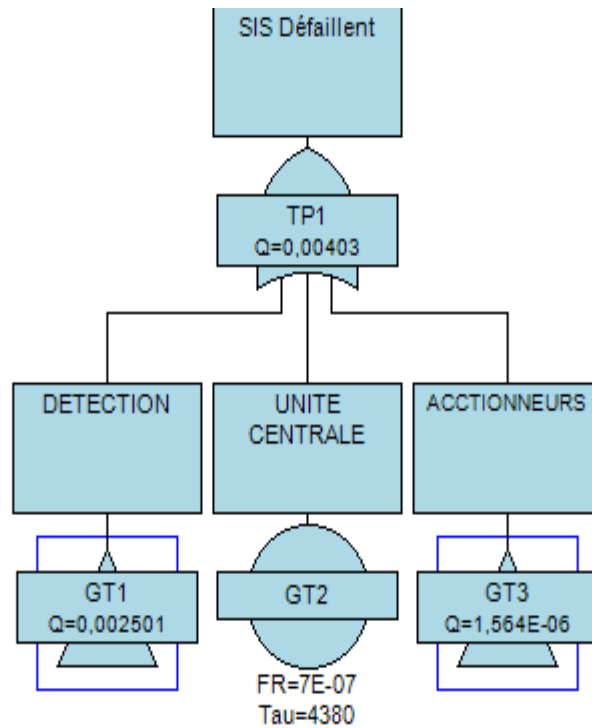 SIS Défaillent
TP1
Q=0,00403
DETECTION
UNITE
CENTRALE
ACCTIONNEURS
GT1
Q=0,002501
GT2
GT3
Q=1,564E-06
FR=7E-07
Tau=4380